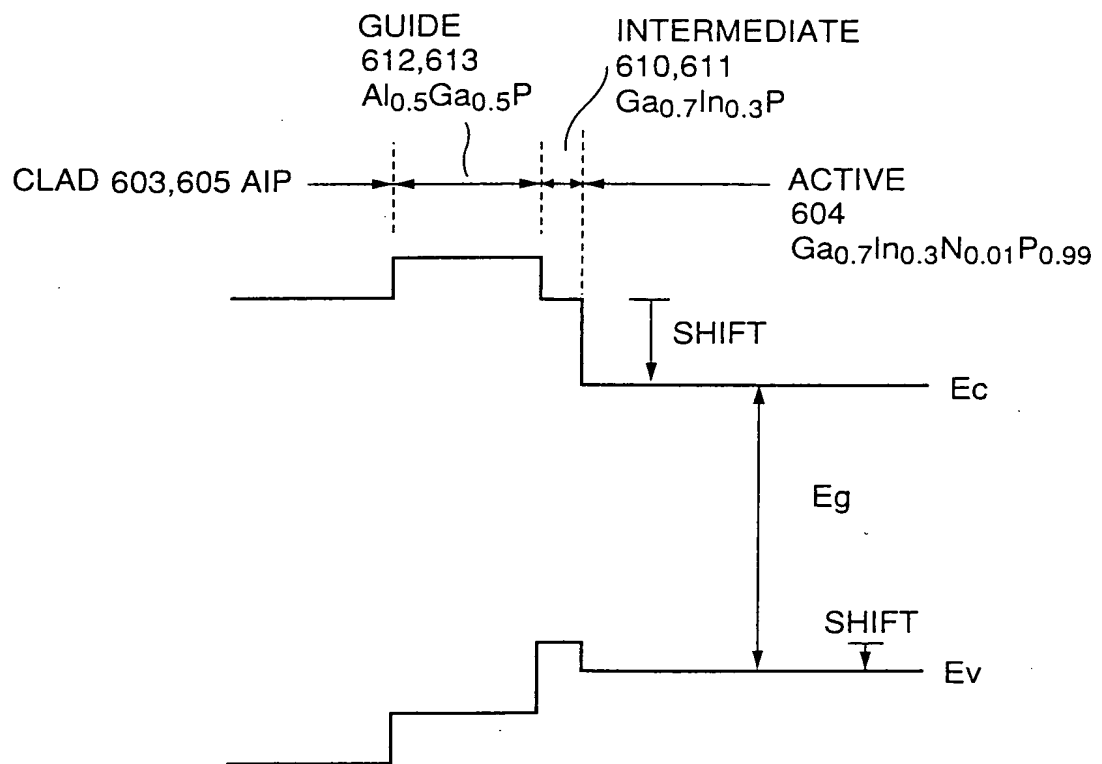 GUIDE
612,613
Al0.5Ga0.5P
INTERMEDIATE
610,611
Ga0.7In0.3P
CLAD 603,605 AlP
ACTIVE
604
Ga0.7In0.3N0.01P0.99
SHIFT
Ec
Eg
SHIFT
Ev